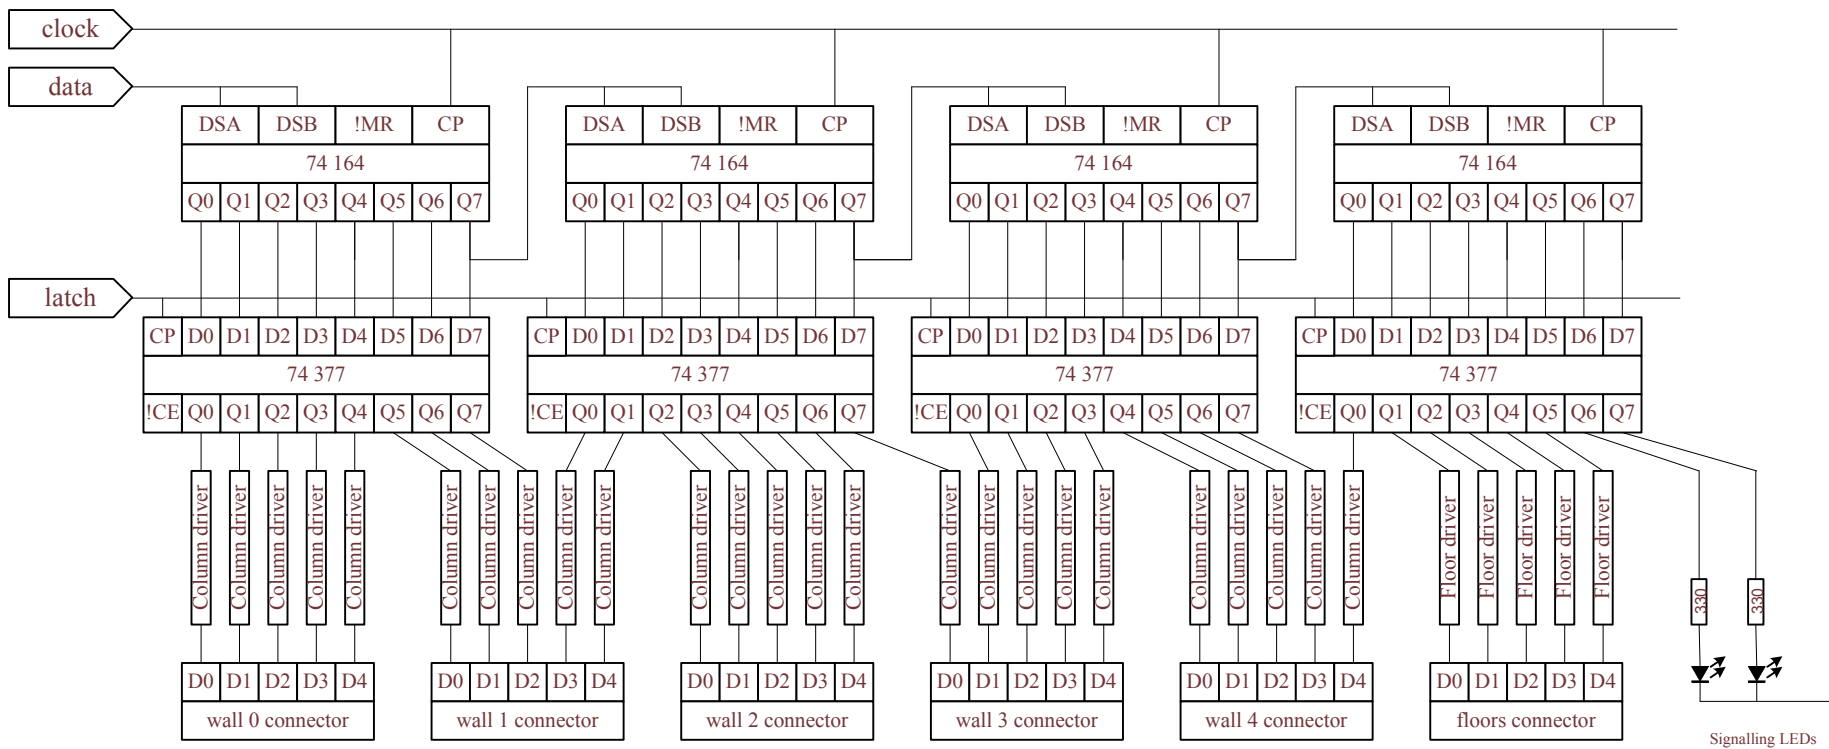 clock
data
DSA DSB !MR CP DSA DSB !MR CP DSA DSB !MR CP DSA DSB !MR CP
74 164 74 164 74 164 74 164
Q0 Q1 Q2 Q3 Q4 Q5 Q6 Q7 Q0 Q1 Q2 Q3 Q4 Q5 Q6 Q7 Q0 Q1 Q2 Q3 Q4 Q5 Q6 Q7 Q0 Q1 Q2 Q3 Q4 Q5 Q6 Q7
latch
CP D0 D1 D2 D3 D4 D5 D6 D7 CP D0 D1 D2 D3 D4 D5 D6 D7 CP D0 D1 D2 D3 D4 D5 D6 D7 CP D0 D1 D2 D3 D4 D5 D6 D7
74 377 74 377 74 377 74 377
!CE Q0 Q1 Q2 Q3 Q4 Q5 Q6 Q7 !CE Q0 Q1 Q2 Q3 Q4 Q5 Q6 Q7 !CE Q0 Q1 Q2 Q3 Q4 Q5 Q6 Q7 !CE Q0 Q1 Q2 Q3 Q4 Q5 Q6 Q7
Column driver Column driver Column driver Column driver Column driver Column driver Column driver Column driver Column driver Column driver Column driver Column driver Column driver Column driver Column driver Column driver Column driver Column driver Column driver Column driver Column driver Column driver Column driver Column driver Column driver Floor driver Floor driver Floor driver Floor driver Floor driver 330 330
D0 D1 D2 D3 D4 D0 D1 D2 D3 D4 D0 D1 D2 D3 D4 D0 D1 D2 D3 D4 D0 D1 D2 D3 D4 D0 D1 D2 D3 D4
wall 0 connector wall 1 connector wall 2 connector wall 3 connector wall 4 connector floors connector
Signalling LEDs